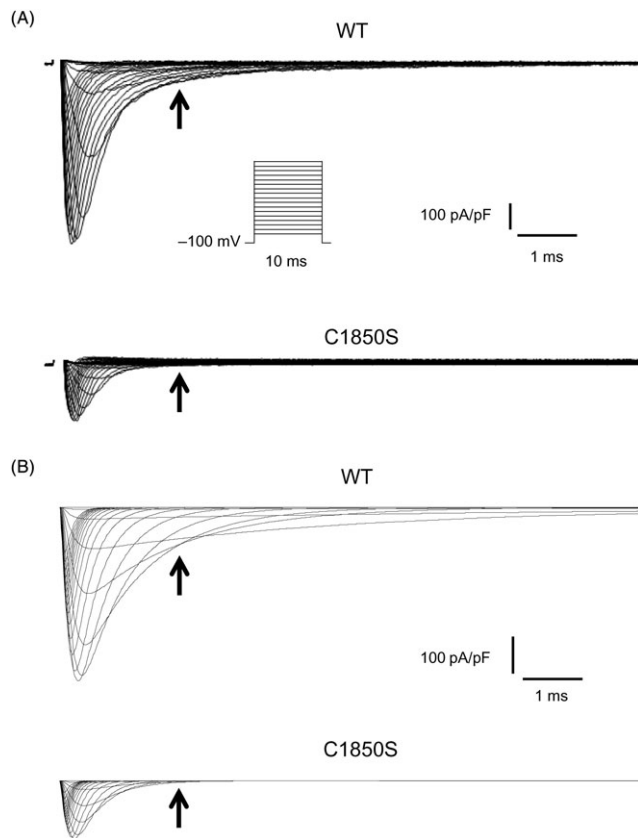 (A)
WT
–100 mV
10 ms
100 pA/pF
1 ms
C1850S
(B)
WT
100 pA/pF
1 ms
C1850S